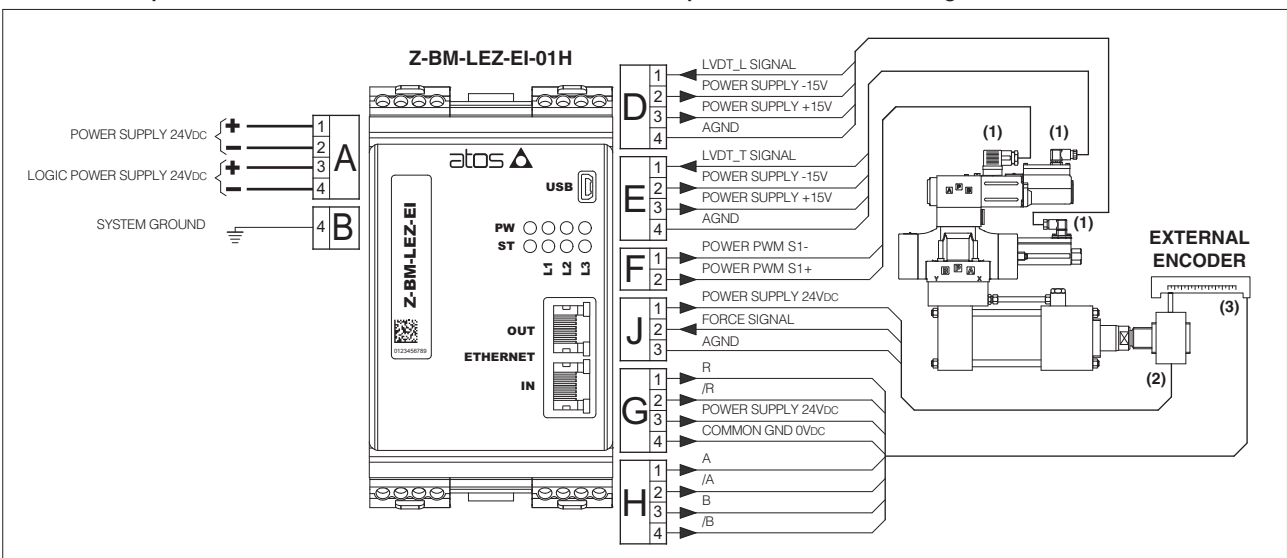 Z-BM-LEZ-EI-01H
POWER SUPPLY 24VDC
+
1
-
2
LOGIC POWER SUPPLY 24VDC
+
3
-
4
A
SYSTEM GROUND
4
B
atos
USB
PW
ST
L1
L2
L3
Z-BM-LEZ-EI
0123456789
OUT
ETHERNET
IN
D
1 LVDT_L SIGNAL
2 POWER SUPPLY -15V
3 POWER SUPPLY +15V
4 AGND
E
1 LVDT_T SIGNAL
2 POWER SUPPLY -15V
3 POWER SUPPLY +15V
4 AGND
F
1 POWER PWM S1-
2 POWER PWM S1+
J
1 POWER SUPPLY 24VDC
2 FORCE SIGNAL
3 AGND
G
1 R
2 /R
3 POWER SUPPLY 24VDC
4 COMMON GND 0VDC
H
1 A
2 /A
3 B
4 /B
(1)
(1)
A P B
(1)
Y B P A X
EXTERNAL
ENCODER
(3)
(2)